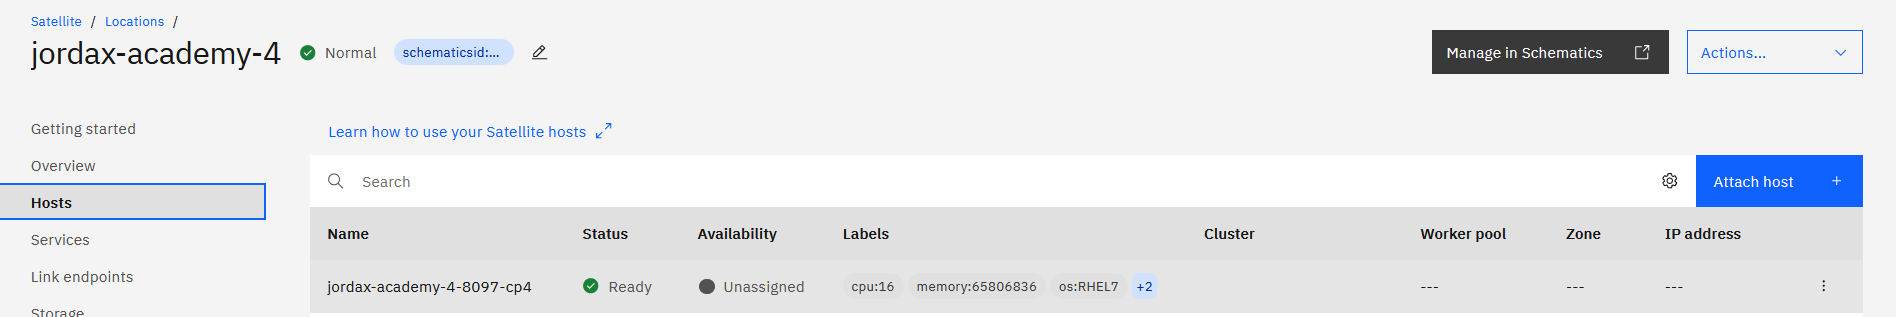 Satellite / Locations /
jordax-academy-4 Normal schematicsid:... Manage in Schematics Actions...
Getting started
Overview
Hosts
Services
Link endpoints
Storage
Learn how to use your Satellite hosts
Search Attach host +
Name Status Availability Labels Cluster Worker pool Zone IP address
jordax-academy-4-8097-cp4 Ready Unassigned cpu:16 memory:65806836 os:RHEL7 +2 --- --- ---